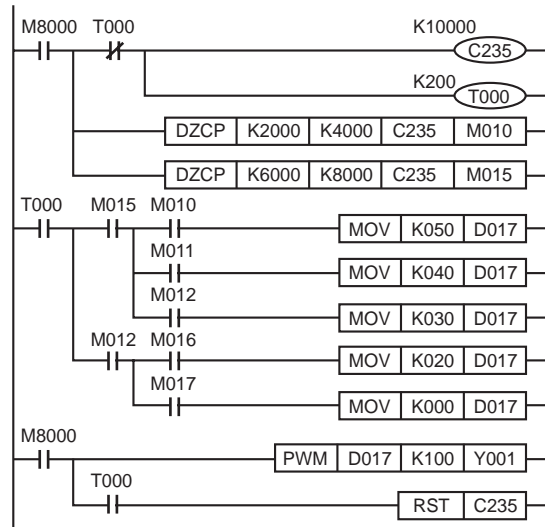 M8000 T000 K10000
C235
K200
T000
DZCP K2000 K4000 C235 M010
DZCP K6000 K8000 C235 M015
T000 M015 M010
MOV K050 D017
M011
MOV K040 D017
M012
MOV K030 D017
M012 M016
MOV K020 D017
M017
MOV K000 D017
M8000
PWM D017 K100 Y001
T000
RST C235